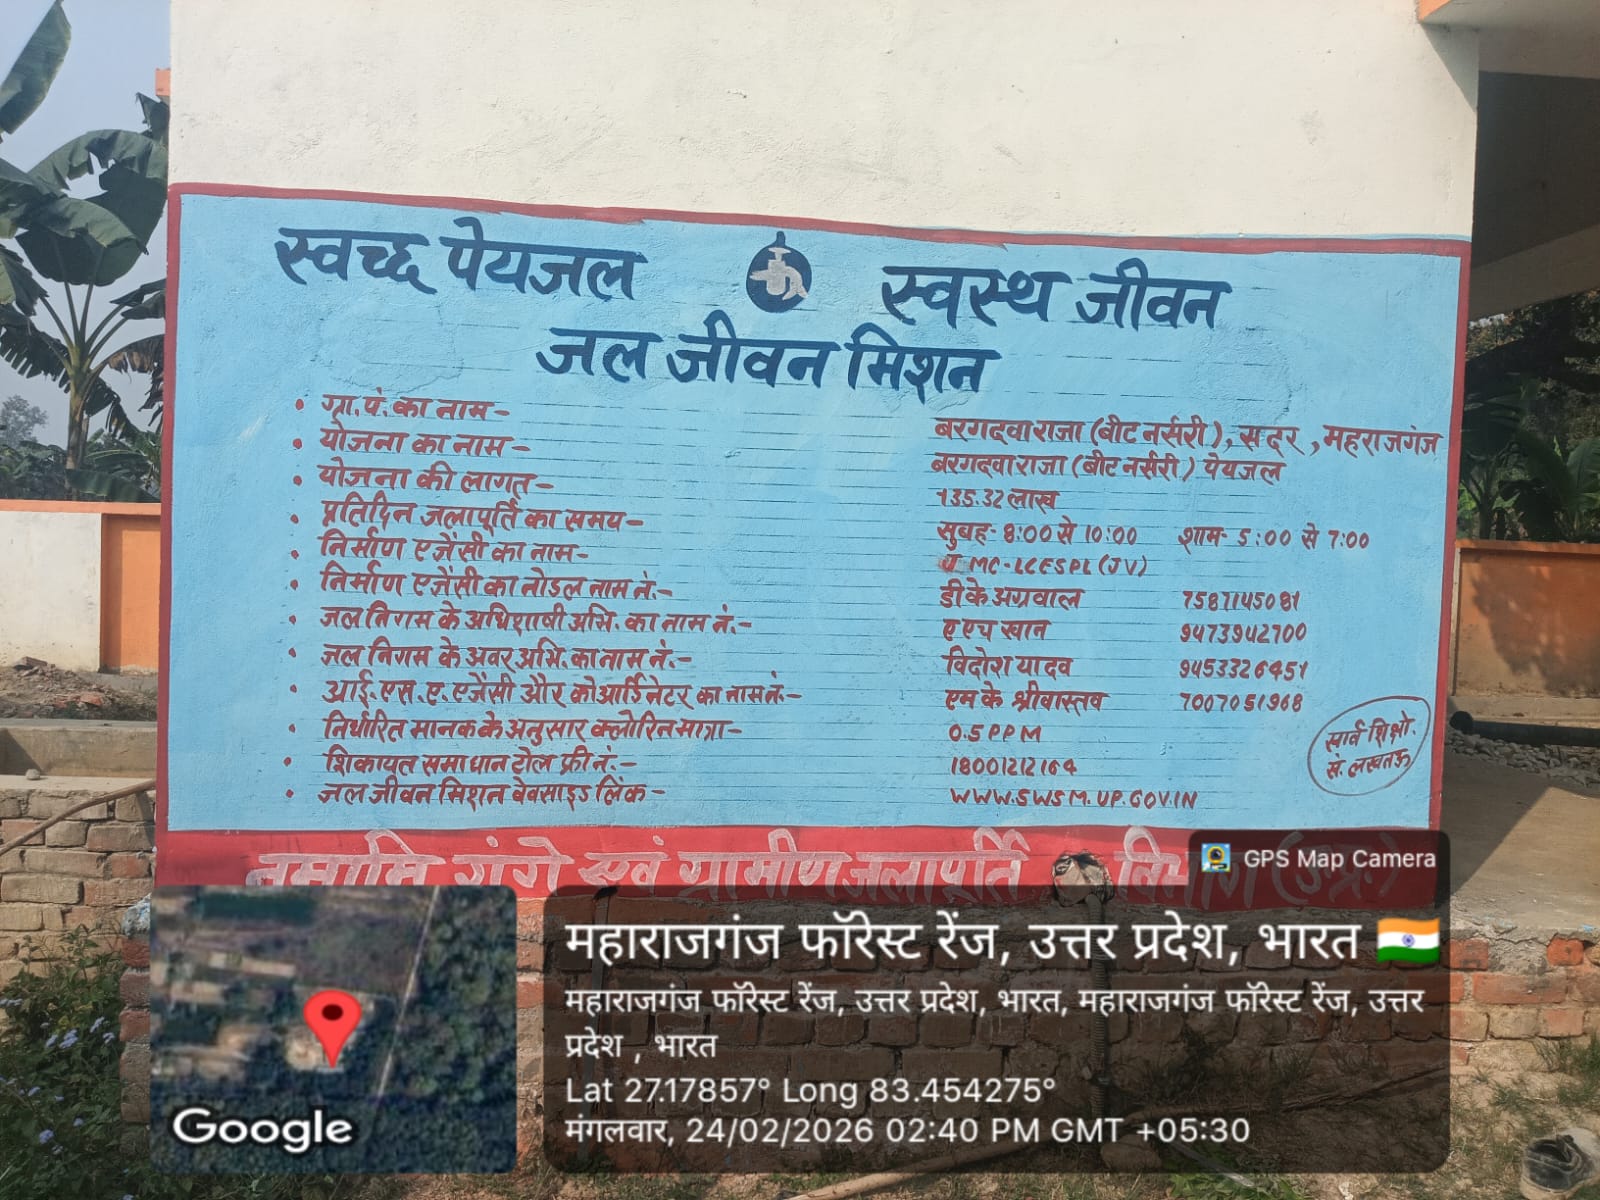 स्वच्छ पेयजल स्वस्थ जीवन
जल जीवन मिशन
• ग्रा.पं. का नाम- बरगदवा राजा (बीट नर्सरी), सदर, महराजगंज
• योजना का नाम- बरगदवा राजा (बीट नर्सरी) पेयजल
• योजना की लागत- 135.32 लाख
• प्रतिदिन जलापूर्ति का समय- सुबह- 8:00 से 10:00 शाम- 5:00 से 7:00
• निर्माण एजेंसी का नाम- MC-LCESPL (JV)
• निर्माण एजेंसी का नोडल नाम नं.- डी के अग्रवाल 7587145081
• जल निगम के अधिशाषी अभि. का नाम नं.- ए एच खान 9473942700
• जल निगम के अवर अभि. का नाम नं.- यादव 9453326451
• आई.एस.ए. एजेंसी और कोआर्डिनेटर का नाम नं.- एम के श्रीवास्तव 7007051968
• निर्धारित मानक के अनुसार क्लोरिन मात्रा- 0.5 PPM
• शिकायत समाधान टोल फ्री नं.- 18001212164
• जल जीवन मिशन वेबसाइड लिंक- WWW.SWSM.UP.GOV.IN
सार्व शिक्षो.
सं. लखनऊ
नमामि गंगे एवं ग्रामीण जलापूर्ति विभाग (उ.प्र.)
GPS Map Camera
महाराजगंज फॉरेस्ट रेंज, उत्तर प्रदेश, भारत
महाराजगंज फॉरेस्ट रेंज, उत्तर प्रदेश, भारत, महाराजगंज फॉरेस्ट रेंज, उत्तर
प्रदेश , भारत
Lat 27.17857° Long 83.454275°
मंगलवार, 24/02/2026 02:40 PM GMT +05:30
Google